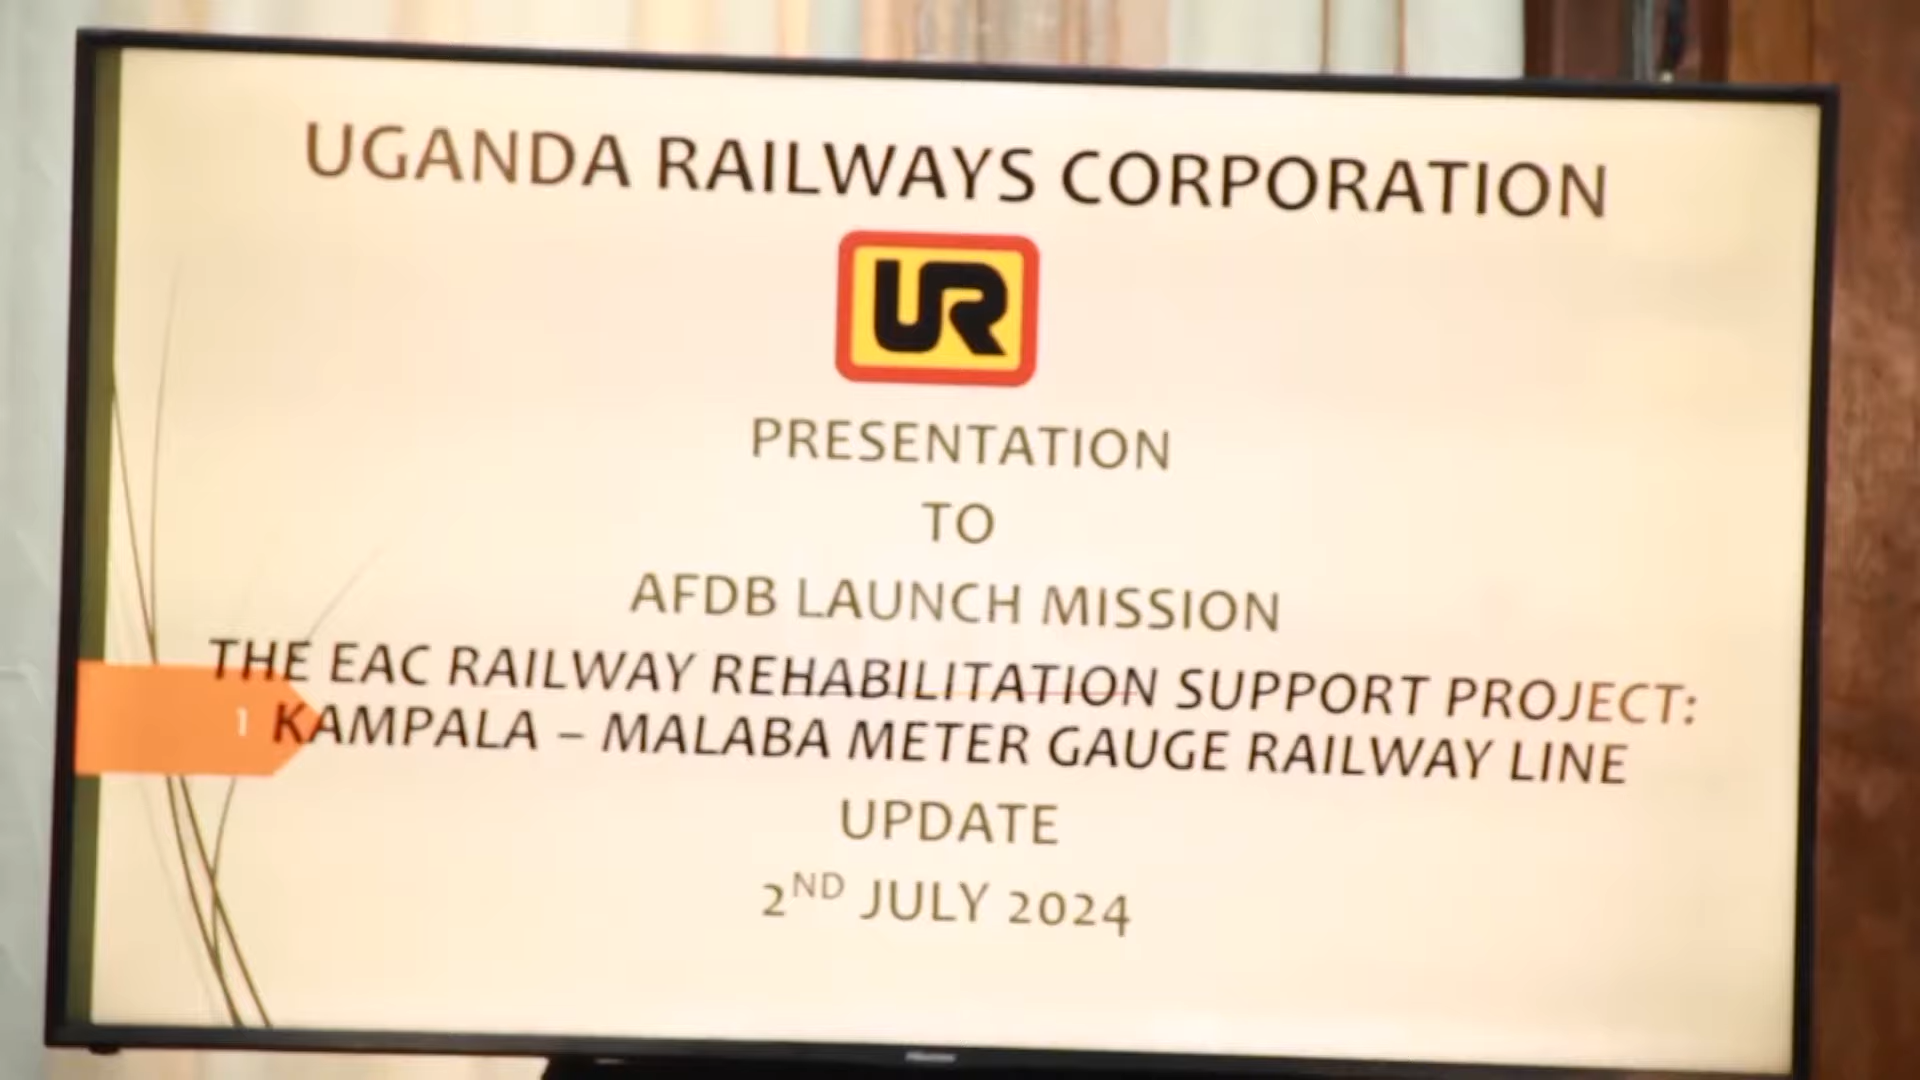 UGANDA RAILWAYS CORPORATION
UR
PRESENTATION
TO
AFDB LAUNCH MISSION
THE EAC RAILWAY REHABILITATION SUPPORT PROJECT:
1
KAMPALA – MALABA METER GAUGE RAILWAY LINE
UPDATE
2ND JULY 2024
Hisense